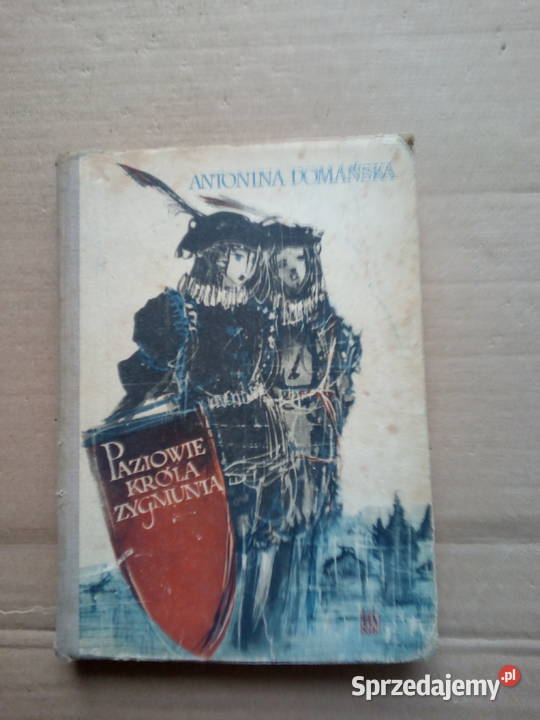 ANTONINA DOMAŃSKA
PAZIOWIE
KRÓLA
ZYGMUNTA
Sprzedajemy.pl